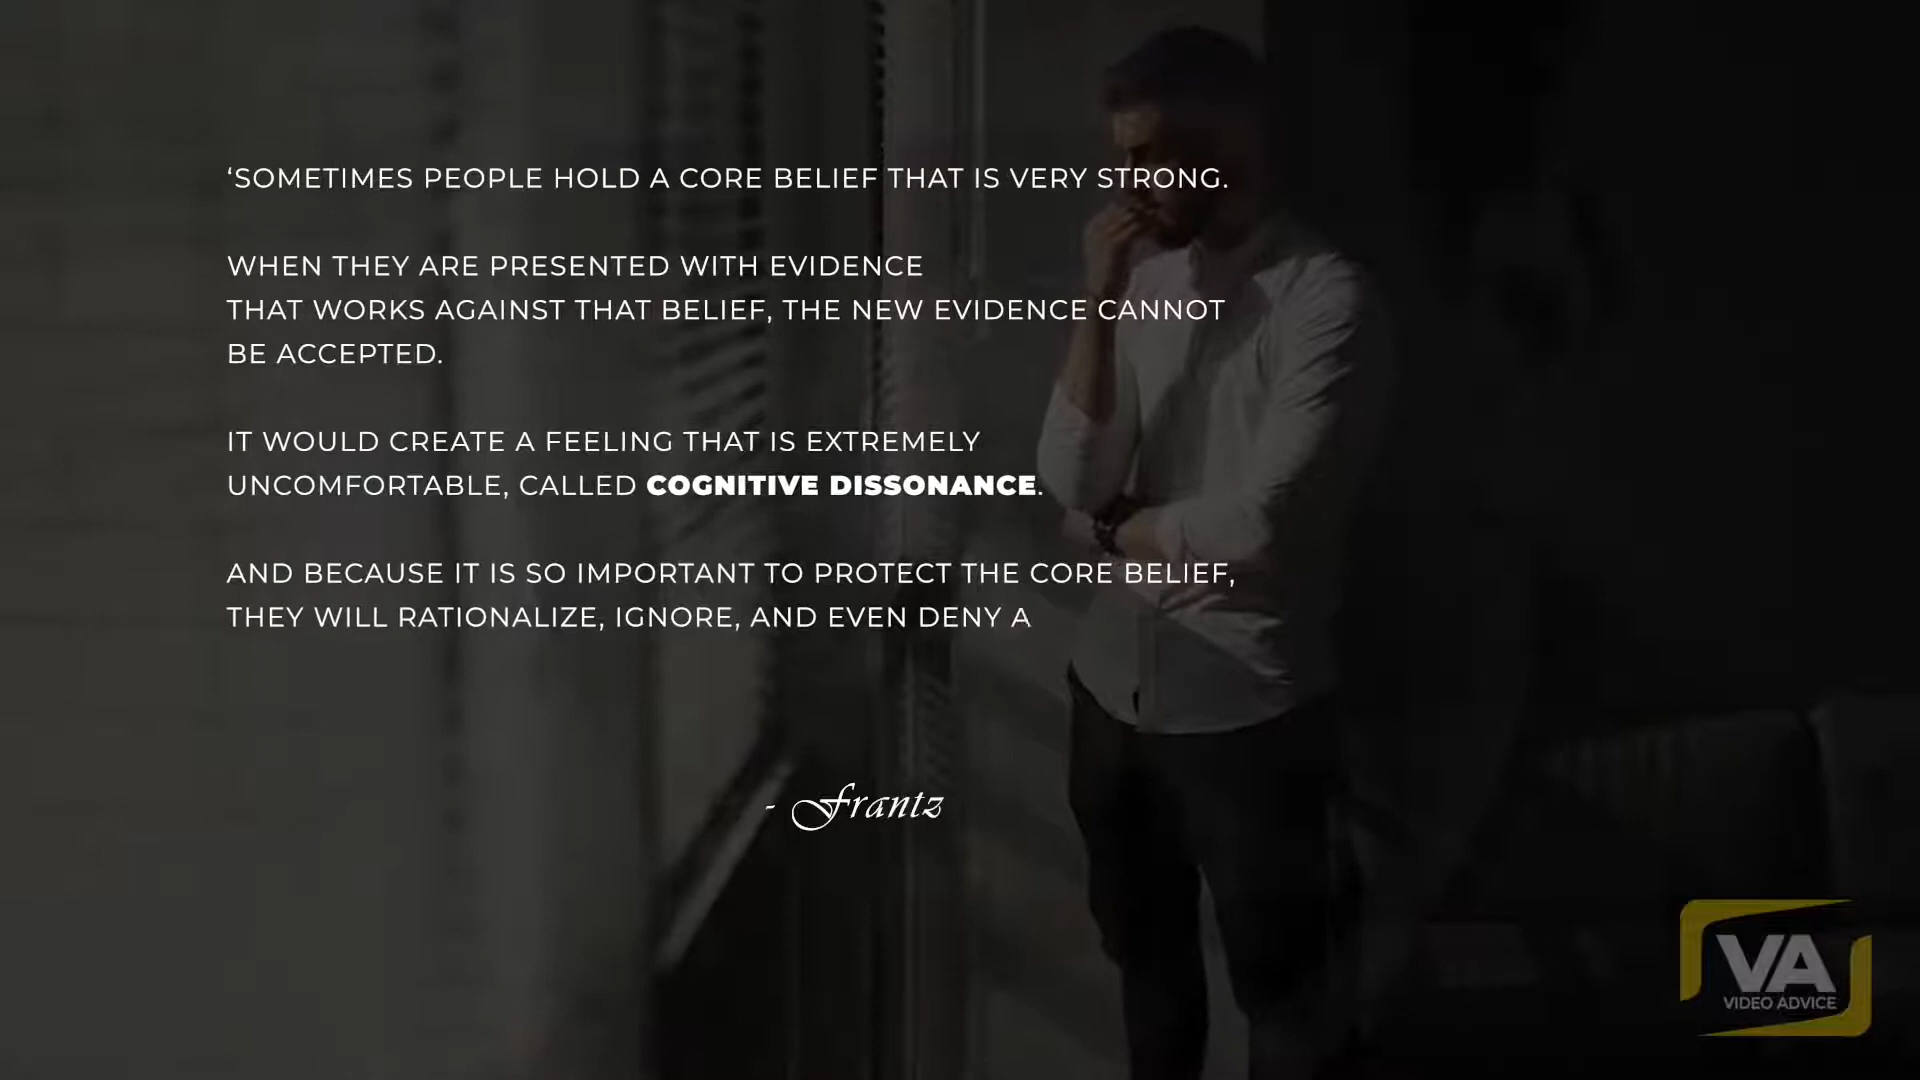 ‘SOMETIMES PEOPLE HOLD A CORE BELIEF THAT IS VERY STRONG.
WHEN THEY ARE PRESENTED WITH EVIDENCE
THAT WORKS AGAINST THAT BELIEF, THE NEW EVIDENCE CANNOT
BE ACCEPTED.
IT WOULD CREATE A FEELING THAT IS EXTREMELY
UNCOMFORTABLE, CALLED COGNITIVE DISSONANCE.
AND BECAUSE IT IS SO IMPORTANT TO PROTECT THE CORE BELIEF,
THEY WILL RATIONALIZE, IGNORE, AND EVEN DENY A
- Frantz
VA
VIDEO ADVICE